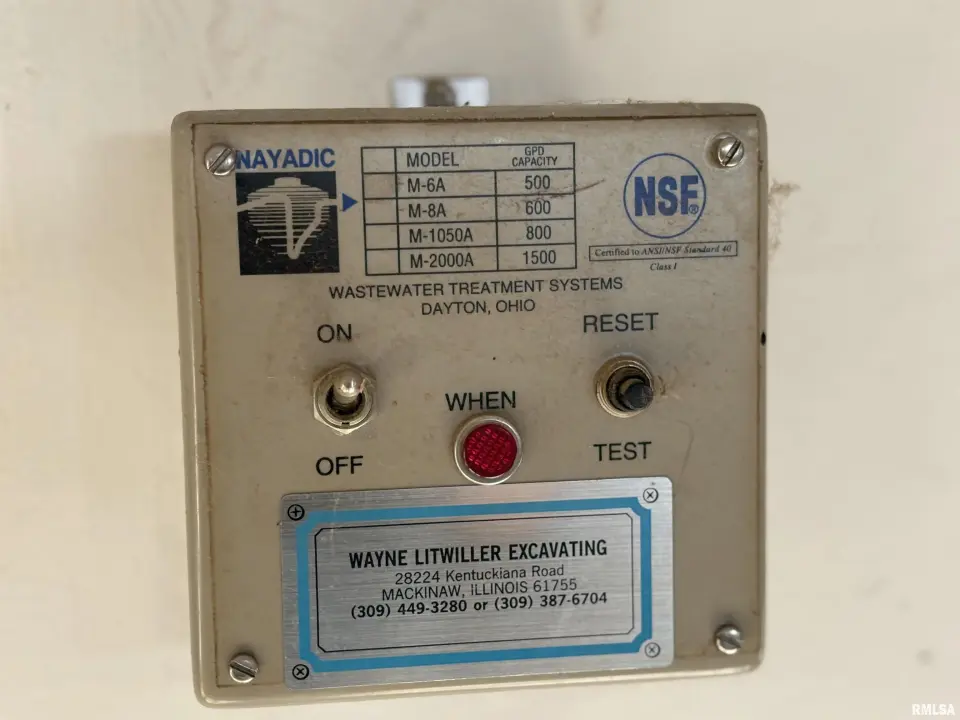 NAYADIC
MODEL GPD CAPACITY
M-6A 500
M-8A 600
M-1050A 800
M-2000A 1500
NSF®
Certified to ANSI/NSF Standard 40
Class I
WASTEWATER TREATMENT SYSTEMS
DAYTON, OHIO
ON
RESET
WHEN
OFF
TEST
WAYNE LITWILLER EXCAVATING
28224 Kentuckiana Road
MACKINAW, ILLINOIS 61755
(309) 449-3280 or (309) 387-6704
RMLSA